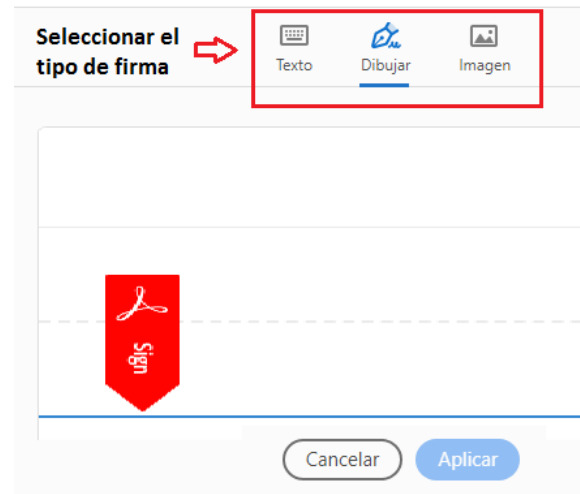 Seleccionar el
tipo de firma
Texto Dibujar Imagen
Sign
Cancelar Aplicar